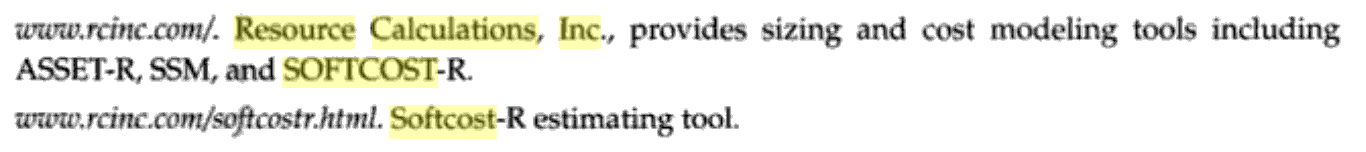 www.rcinc.com/. Resource Calculations, Inc., provides sizing and cost modeling tools including
ASSET-R, SSM, and SOFTCOST-R.
www.rcinc.com/softcostr.html. Softcost-R estimating tool.